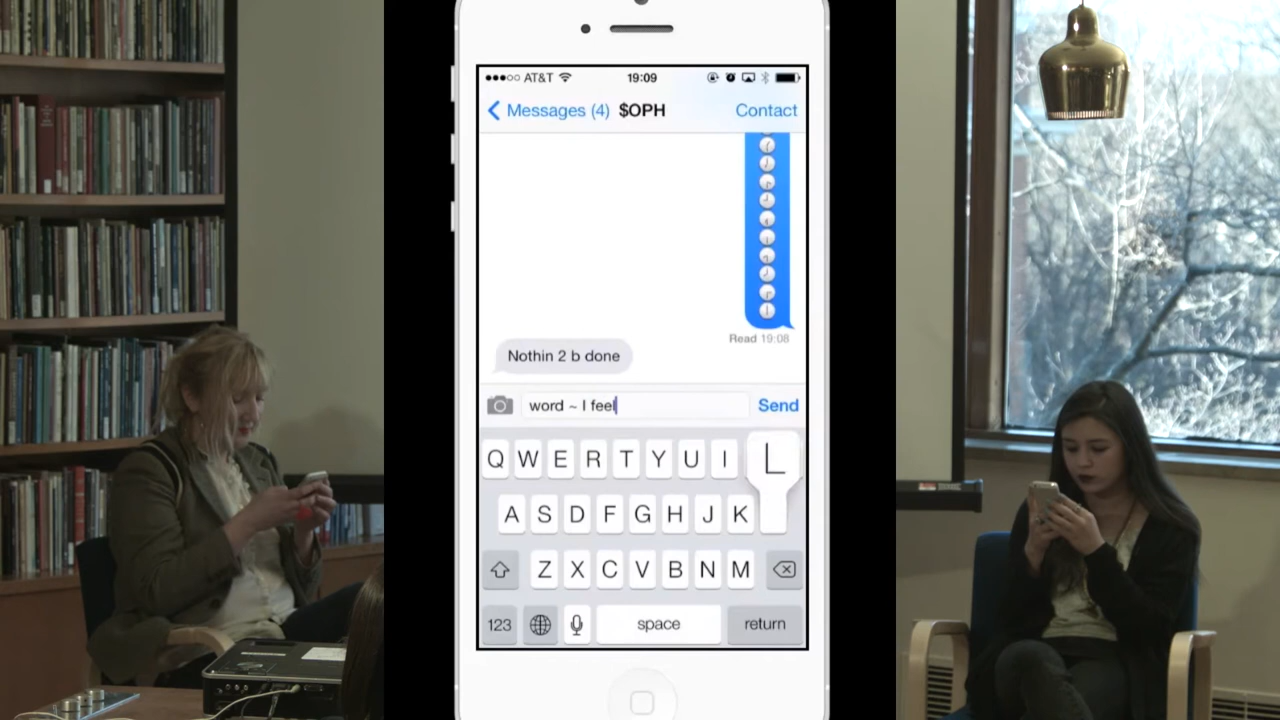 AT&T 19:09
Messages (4) $OPH Contact
Read 19:08
Nothin 2 b done
word ~ I feel Send
Q W E R T Y U I L
A S D F G H J K
Z X C V B N M
123 space return